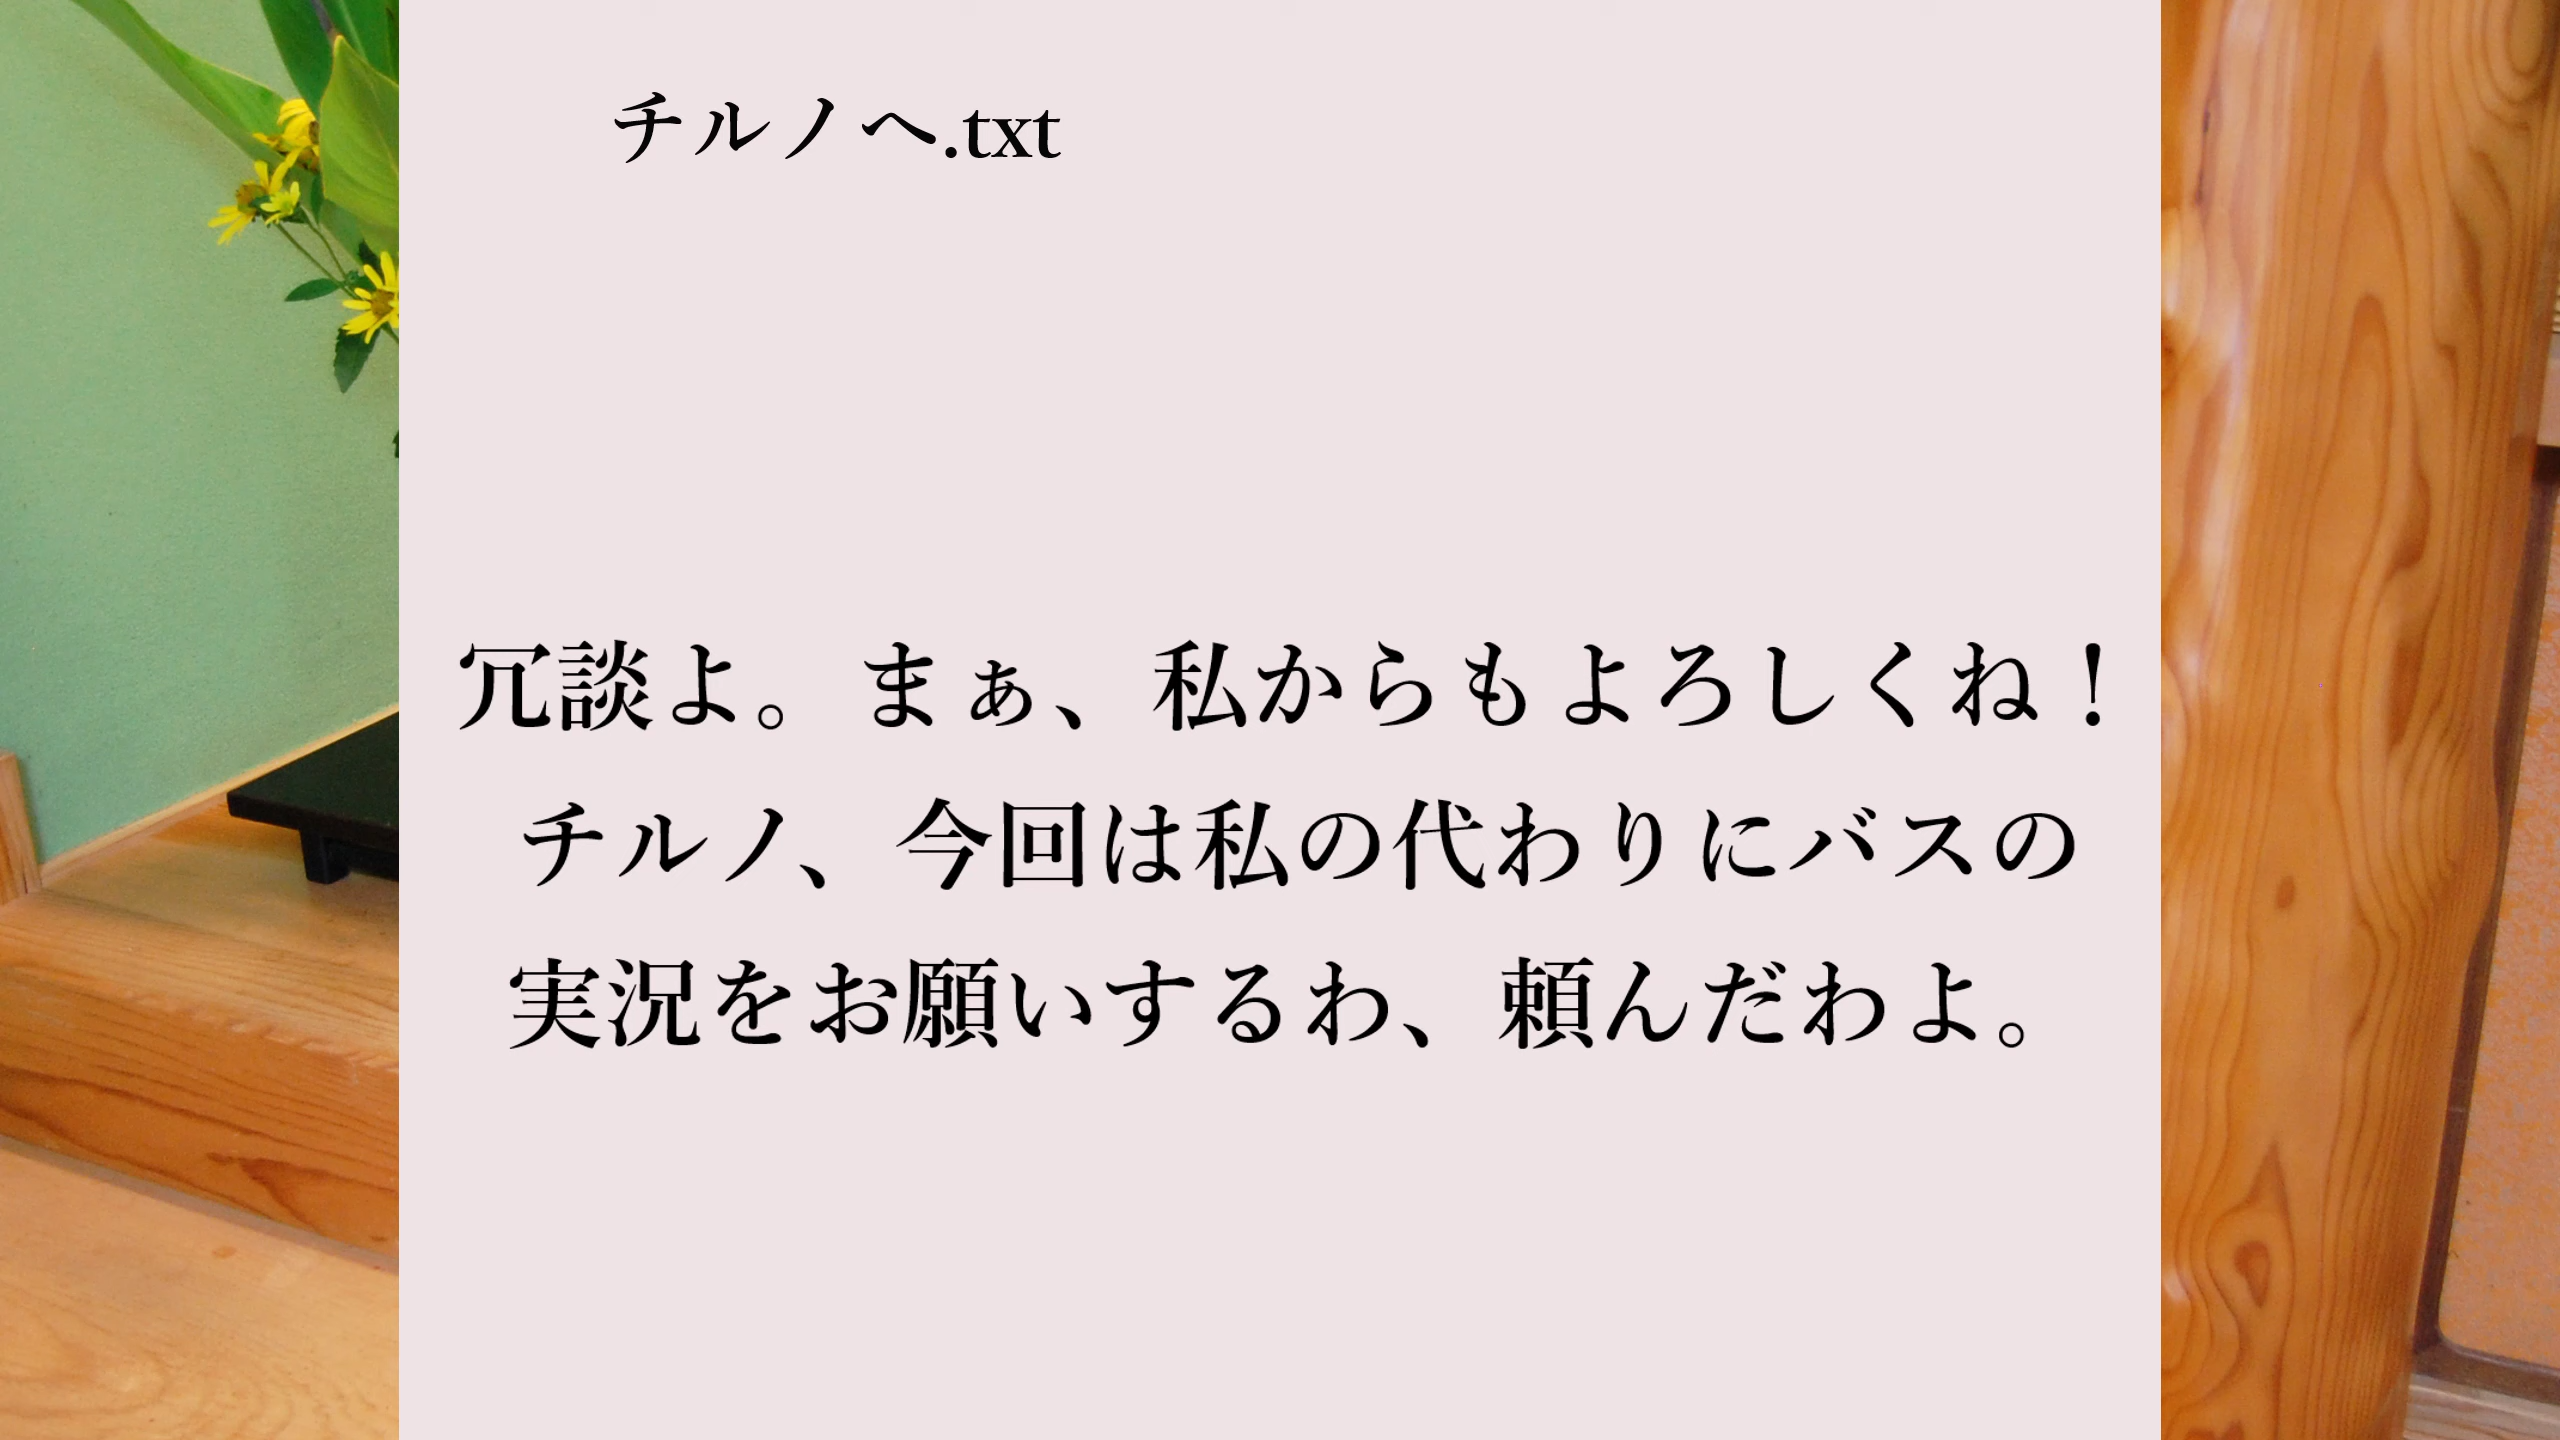 チルノへ.txt
冗談よ。まぁ、私からもよろしくね！
チルノ、今回は私の代わりにバスの
実況をお願いするわ、頼んだわよ。